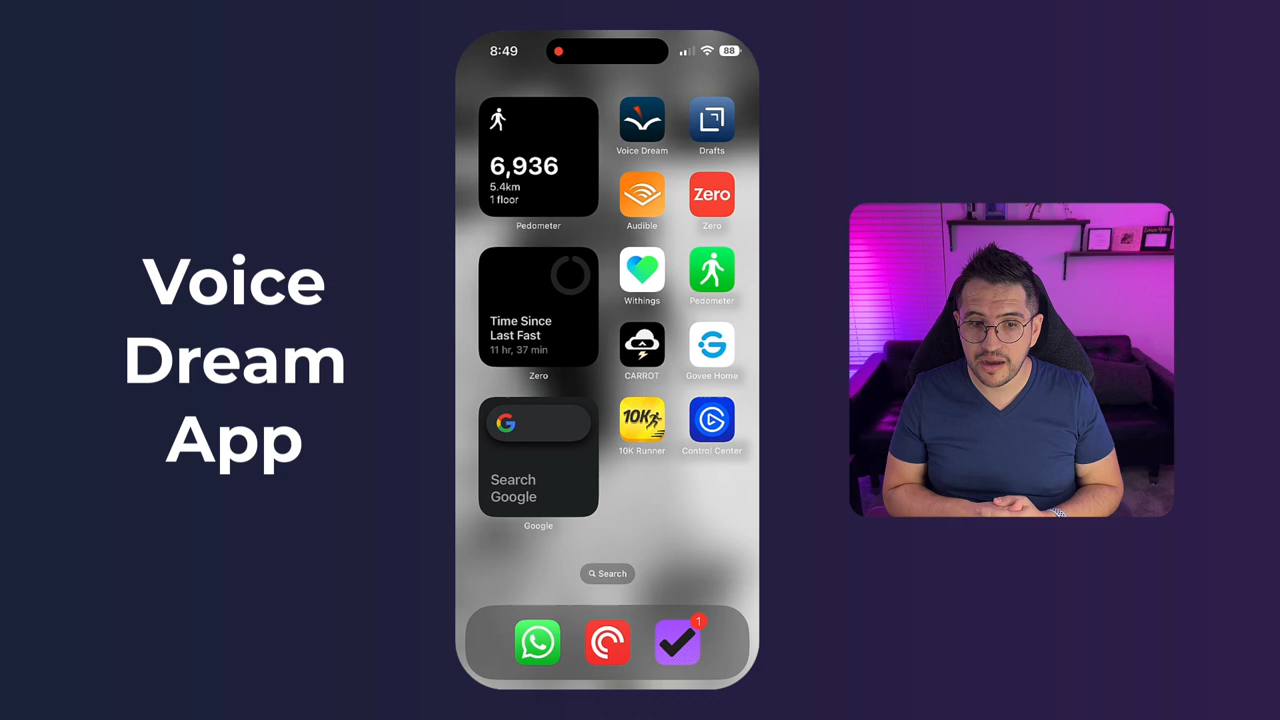 Voice
Dream
App
8:49
88
6,936
5.4km
1 floor
Pedometer
Voice Dream
Drafts
Audible
Zero
Zero
Time Since
Last Fast
11 hr, 37 min
Zero
Withings
Pedometer
CARROT
Govee Home
G
Search
Google
Google
10K
10K Runner
Control Center
Search
1